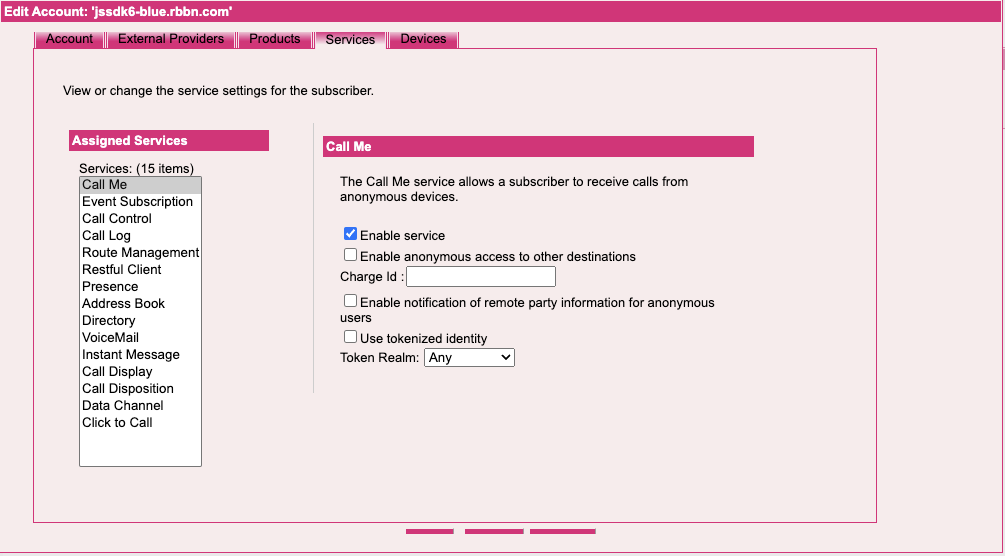 Edit Account: 'jssdk6-blue.rbbn.com'
Account
External Providers
Products
Services
Devices
View or change the service settings for the subscriber.
Assigned Services
Services: (15 items)
Call Me
Event Subscription
Call Control
Call Log
Route Management
Restful Client
Presence
Address Book
Directory
VoiceMail
Instant Message
Call Display
Call Disposition
Data Channel
Click to Call
Call Me
The Call Me service allows a subscriber to receive calls from
anonymous devices.
Enable service
Enable anonymous access to other destinations
Charge Id :
Enable notification of remote party information for anonymous
users
Use tokenized identity
Token Realm: Any